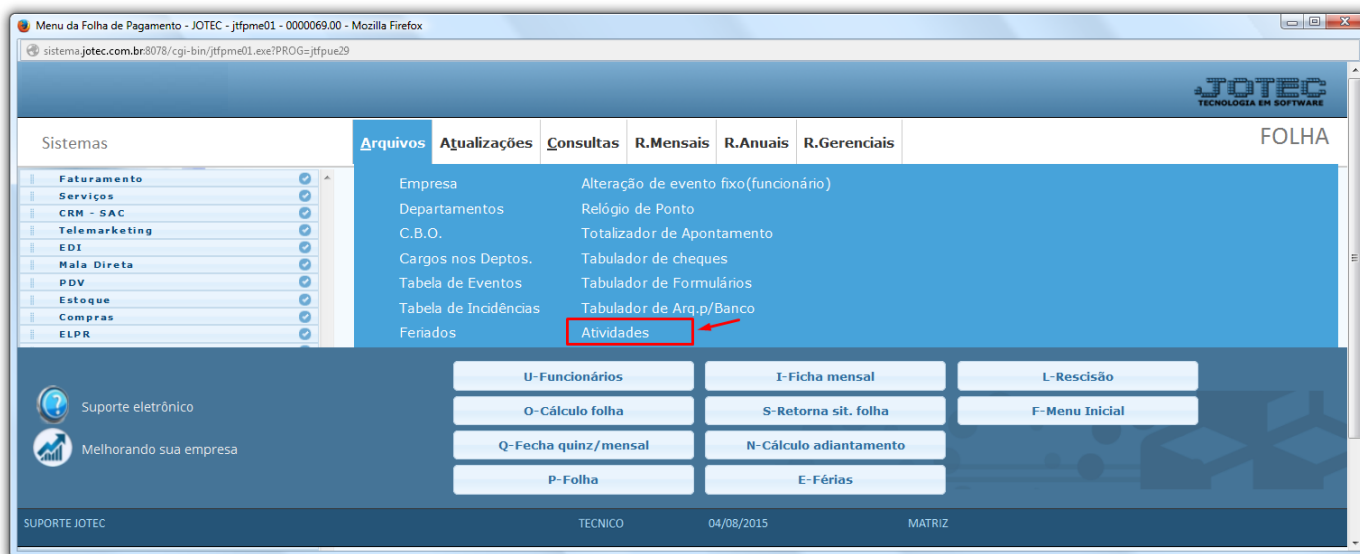 Menu da Folha de Pagamento - JOTEC - jtfpme01 - 0000069.00 - Mozilla Firefox
sistema.jotec.com.br:8078/cgi-bin/jtfpme01.exe?PROG=jtfpue29
JOTEC
TECNOLOGIA EM SOFTWARE
Sistemas
Arquivos Atualizações Consultas R.Mensais R.Anuais R.Gerenciais
FOLHA
Faturamento
Serviços
CRM - SAC
Telemarketing
EDI
Mala Direta
PDV
Estoque
Compras
ELPR
Empresa Alteração de evento fixo(funcionário)
Departamentos Relógio de Ponto
C.B.O. Totalizador de Apontamento
Cargos nos Deptos. Tabulador de cheques
Tabela de Eventos Tabulador de Formulários
Tabela de Incidências Tabulador de Arq.p/Banco
Feriados Atividades
Suporte eletrônico
Melhorando sua empresa
U-Funcionários I-Ficha mensal L-Rescisão
O-Cálculo folha S-Retorna sit. folha F-Menu Inicial
Q-Fecha quinz/mensal N-Cálculo adiantamento
P-Folha E-Férias
SUPORTE JOTEC TECNICO 04/08/2015 MATRIZ